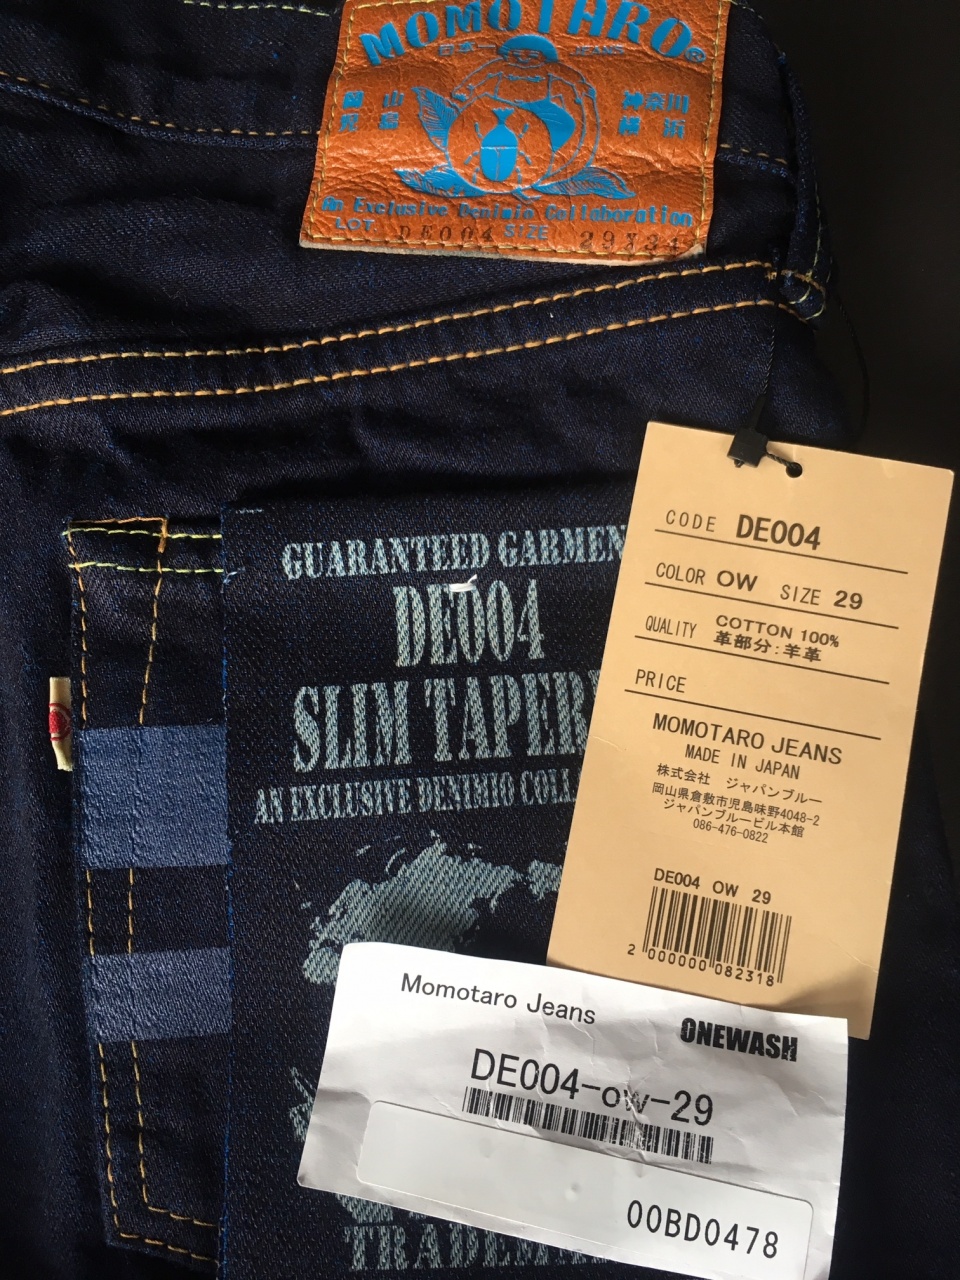 MOMOTARO®
日本一 JEANS
岡山 神奈川
児島 横浜
An Exclusive Denimio Collaboration
LOT DE004 SIZE 29X34
GUARANTEED GARMEN
DE004
SLIM TAPER
AN EXCLUSIVE DENIMIO COLL
TRADEM
CODE DE004
COLOR OW SIZE 29
QUALITY COTTON 100%
革部分:羊革
PRICE
MOMOTARO JEANS
MADE IN JAPAN
株式会社 ジャパンブルー
岡山県倉敷市児島味野4048-2
ジャパンブルービル本館
086-476-0822
DE004 OW 29
2 000000 082318
Momotaro Jeans
ONEWASH
DE004-ow-29
00BD0478